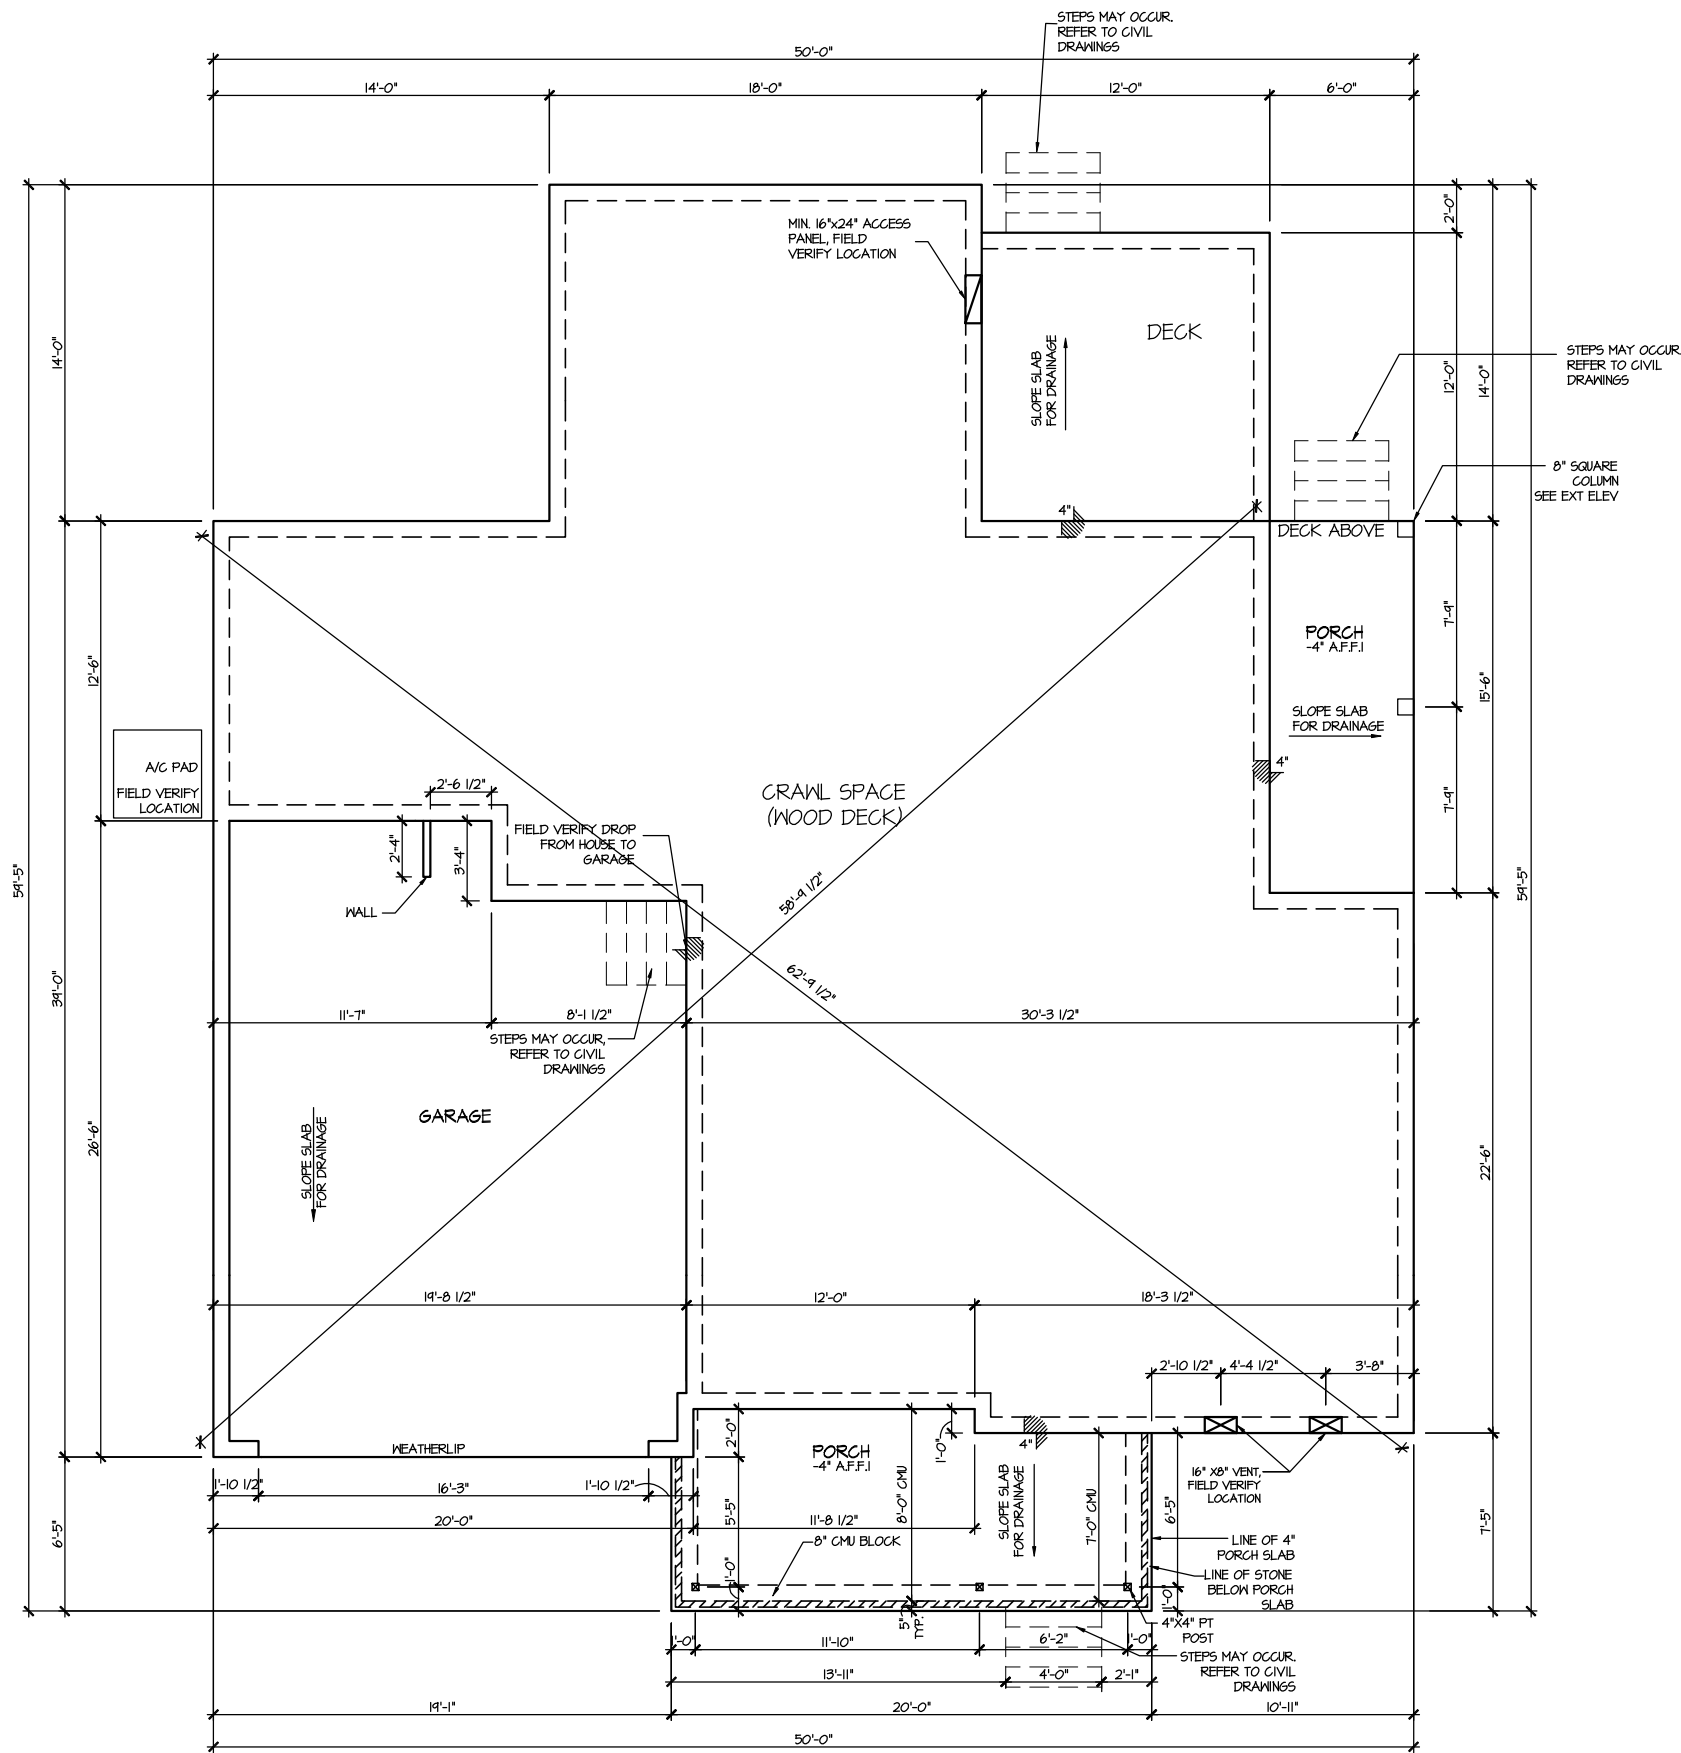 STEPS MAY OCCUR.
REFER TO CIVIL
DRAWINGS
50'-0"
14'-0"
18'-0"
12'-0"
6'-0"
MIN. 16"x24" ACCESS
PANEL, FIELD
VERIFY LOCATION
2'-0"
DECK
SLOPE SLAB
FOR DRAINAGE
14'-0"
12'-0"
14'-0"
STEPS MAY OCCUR.
REFER TO CIVIL
DRAWINGS
8" SQUARE
COLUMN
SEE EXT ELEV
4"
DECK ABOVE
7'-9"
PORCH
-4" A.F.F.1
12'-6"
15'-6"
SLOPE SLAB
FOR DRAINAGE
A/C PAD
FIELD VERIFY
LOCATION
4"
2'-6 1/2"
CRAWL SPACE
(WOOD DECK)
7'-9"
FIELD VERIFY DROP
FROM HOUSE TO
GARAGE
2'-4"
3'-4"
59'-5"
58'-9 1/2"
59'-5"
WALL
39'-0"
62'-9 1/2"
11'-7"
8'-1 1/2"
30'-3 1/2"
STEPS MAY OCCUR,
REFER TO CIVIL
DRAWINGS
GARAGE
26'-6"
SLOPE SLAB
FOR DRAINAGE
22'-6"
19'-8 1/2"
12'-0"
18'-3 1/2"
2'-10 1/2"
4'-4 1/2"
3'-8"
WEATHERLIP
2'-0"
PORCH
-4" A.F.F.1
1'-0"
4"
1'-10 1/2"
16'-3"
1'-10 1/2"
16" X8" VENT,
FIELD VERIFY
LOCATION
20'-0"
5'-5"
11'-8 1/2"
8'-0" CMU
SLOPE SLAB
FOR DRAINAGE
7'-0" CMU
6'-5"
6'-5"
7'-5"
8" CMU BLOCK
LINE OF 4"
PORCH SLAB
LINE OF STONE
BELOW PORCH
SLAB
1'-0"
1'-0"
5"
TYP.
4"X4" PT
POST
1'-0"
11'-10"
6'-2"
1'-0"
STEPS MAY OCCUR.
REFER TO CIVIL
DRAWINGS
13'-11"
4'-0"
2'-1"
19'-1"
20'-0"
10'-11"
50'-0"